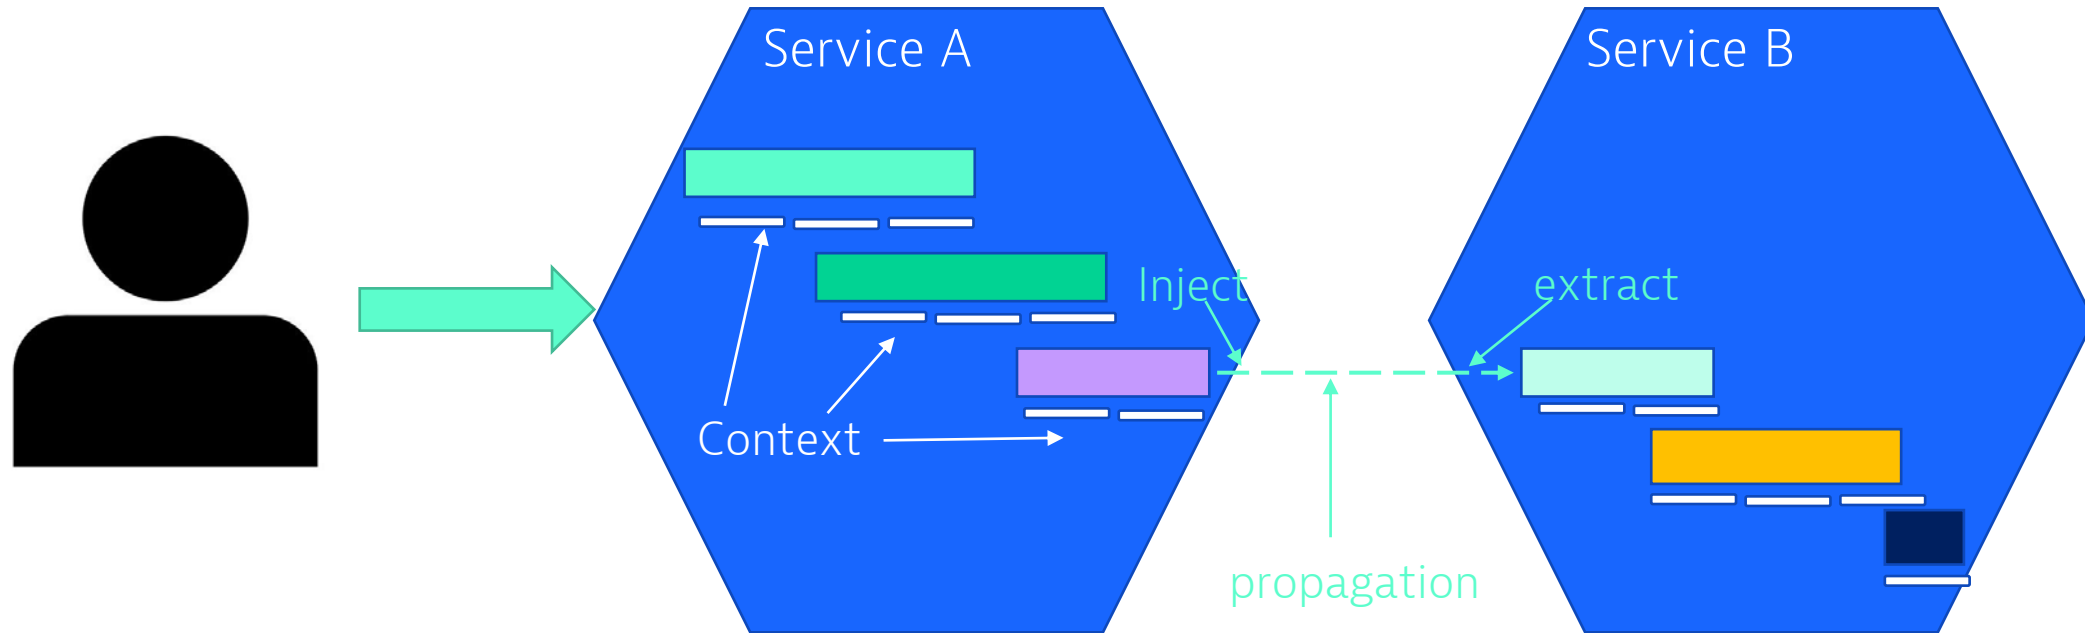 Service A
Service B
Inject
extract
Context
propagation